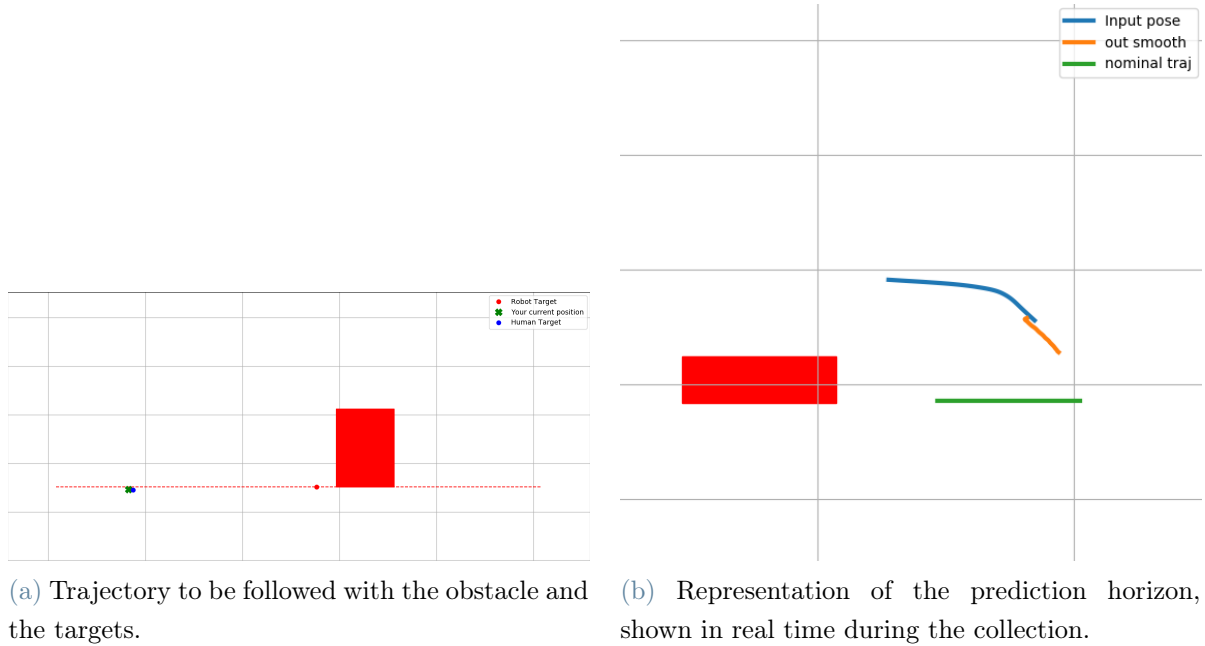 Robot Target
Your current position
Human Target
(a) Trajectory to be followed with the obstacle and
the targets.
Input pose
out smooth
nominal traj
(b) Representation of the prediction horizon,
shown in real time during the collection.